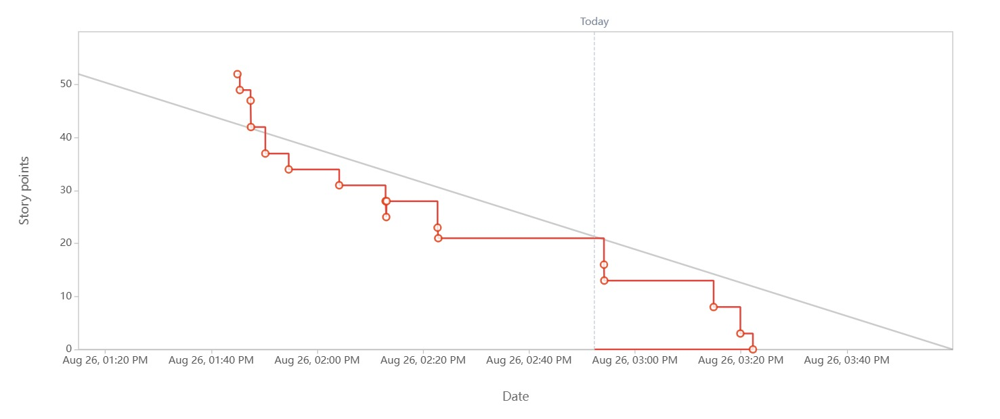 Today
Story points
50
40
30
20
10
0
Aug 26, 01:20 PM
Aug 26, 01:40 PM
Aug 26, 02:00 PM
Aug 26, 02:20 PM
Aug 26, 02:40 PM
Aug 26, 03:00 PM
Aug 26, 03:20 PM
Aug 26, 03:40 PM
Date